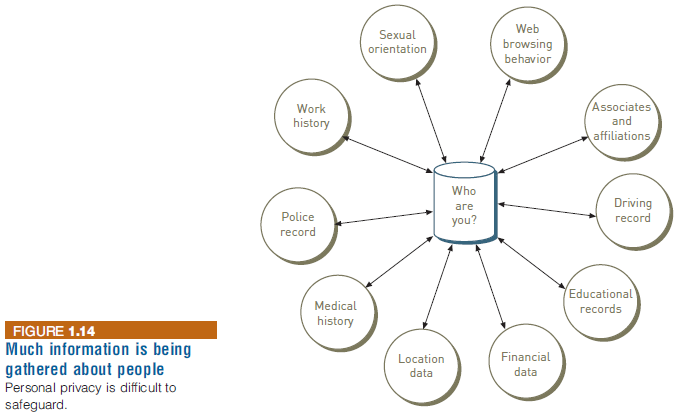 Sexual
orientation
Web
browsing
behavior
Associates
and
affiliations
Driving
record
Educational
records
Financial
data
Location
data
Medical
history
Police
record
Work
history
Who
are
you?
FIGURE 1.14
Much information is being
gathered about people
Personal privacy is difficult to
safeguard.